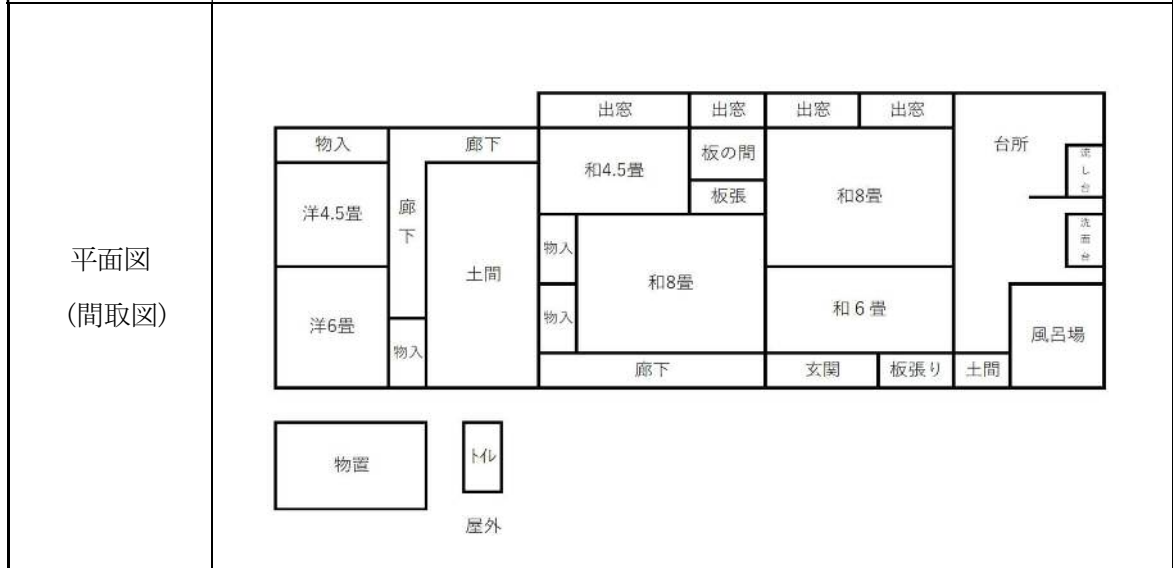 平面図
(間取図)
出窓 出窓 出窓 出窓
物入 廊下 板の間 台所
和4.5畳
流し台
洋4.5畳 廊下 板張 和8畳
洗面台
物入
土間 和8畳
洋6畳 物入 和6畳 風呂場
物入
廊下 玄関 板張り 土間
物置 トイレ
屋外